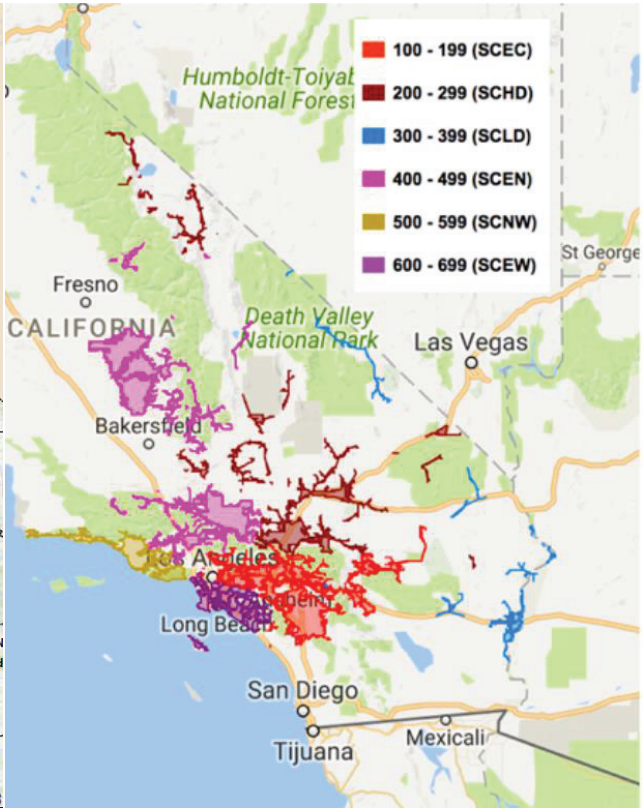 Humboldt-Toiyab
National Forest
100 - 199 (SCEC)
200 - 299 (SCHD)
300 - 399 (SCLD)
400 - 499 (SCEN)
500 - 599 (SCNW)
600 - 699 (SCEW)
St George
Fresno
Death Valley
National Park
CALIFORNIA
Las Vegas
Bakersfield
Los Angeles
Anaheim
Long Beach
San Diego
Tijuana
Mexicali